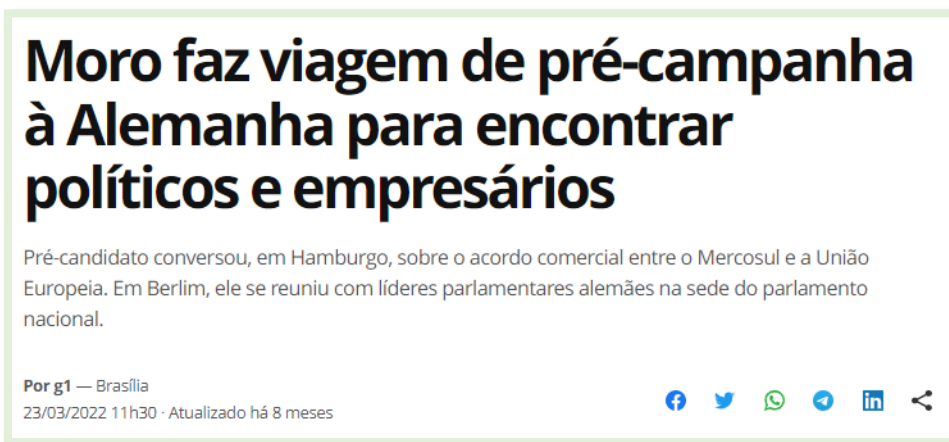 Moro faz viagem de pré-campanha
à Alemanha para encontrar
políticos e empresários
Pré-candidato conversou, em Hamburgo, sobre o acordo comercial entre o Mercosul e a União
Europeia. Em Berlim, ele se reuniu com líderes parlamentares alemães na sede do parlamento
nacional.
Por g1 — Brasília
23/03/2022 11h30 · Atualizado há 8 meses